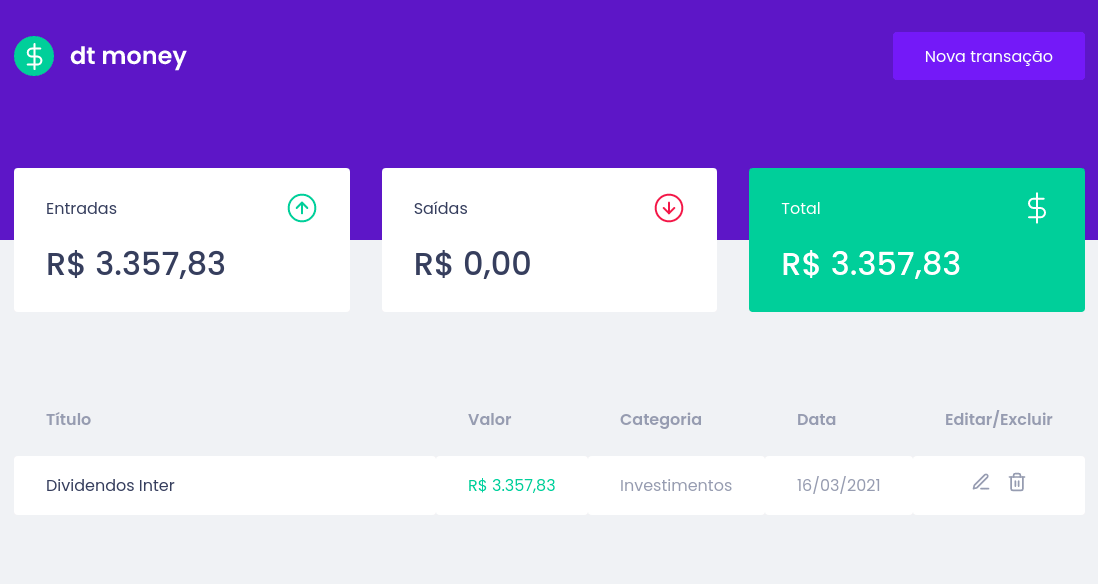 dt money
Nova transação
Entradas
R$ 3.357,83
Saídas
R$ 0,00
Total
R$ 3.357,83
Título Valor Categoria Data Editar/Excluir
Dividendos Inter R$ 3.357,83 Investimentos 16/03/2021